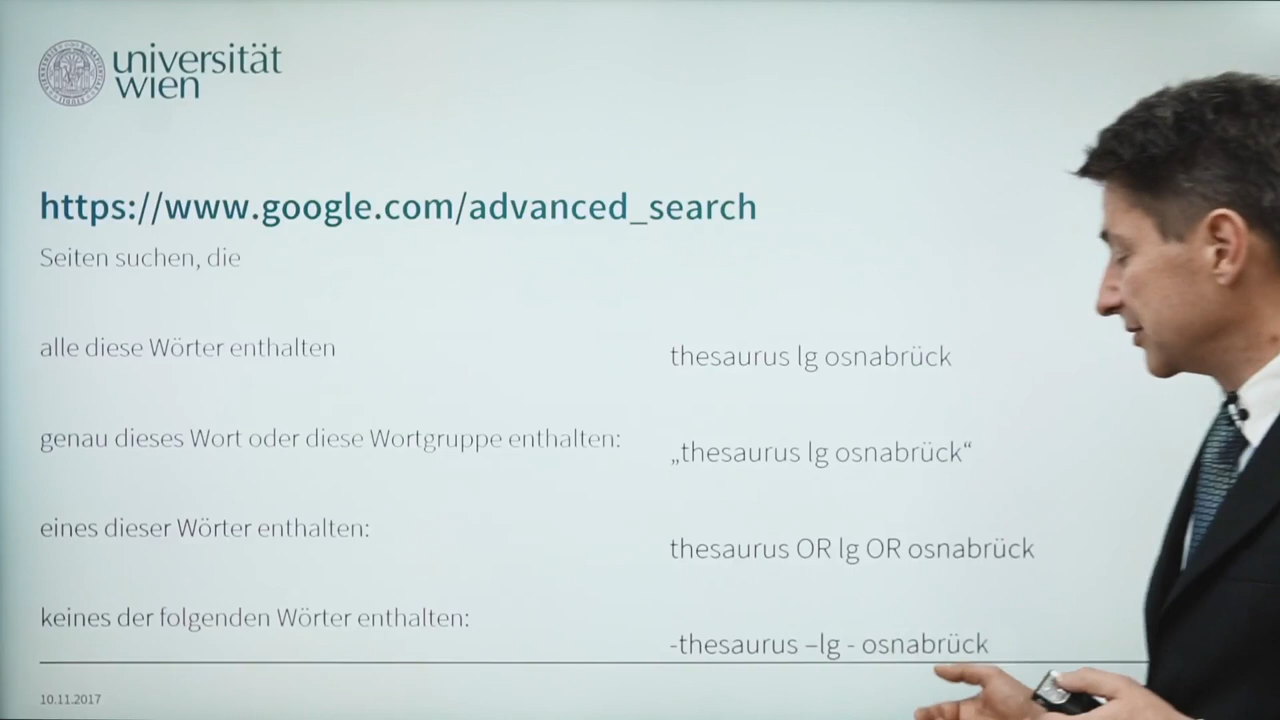 universität
wien
https://www.google.com/advanced_search
Seiten suchen, die
alle diese Wörter enthalten
thesaurus lg osnabrück
genau dieses Wort oder diese Wortgruppe enthalten:
„thesaurus lg osnabrück“
eines dieser Wörter enthalten:
thesaurus OR lg OR osnabrück
keines der folgenden Wörter enthalten:
-thesaurus –lg - osnabrück
10.11.2017